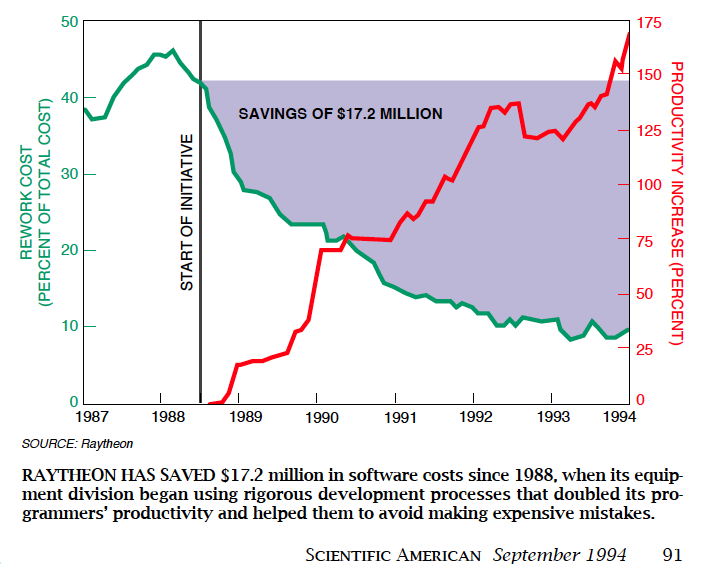 50
40
30
20
10
0
REWORK COST
(PERCENT OF TOTAL COST)
START OF INITIATIVE
SAVINGS OF $17.2 MILLION
175
150
125
100
75
50
25
0
PRODUCTIVITY INCREASE (PERCENT)
1987 1988 1989 1990 1991 1992 1993 1994
SOURCE: Raytheon
RAYTHEON HAS SAVED $17.2 million in software costs since 1988, when its equip-
ment division began using rigorous development processes that doubled its pro-
grammers' productivity and helped them to avoid making expensive mistakes.
SCIENTIFIC AMERICAN September 1994 91